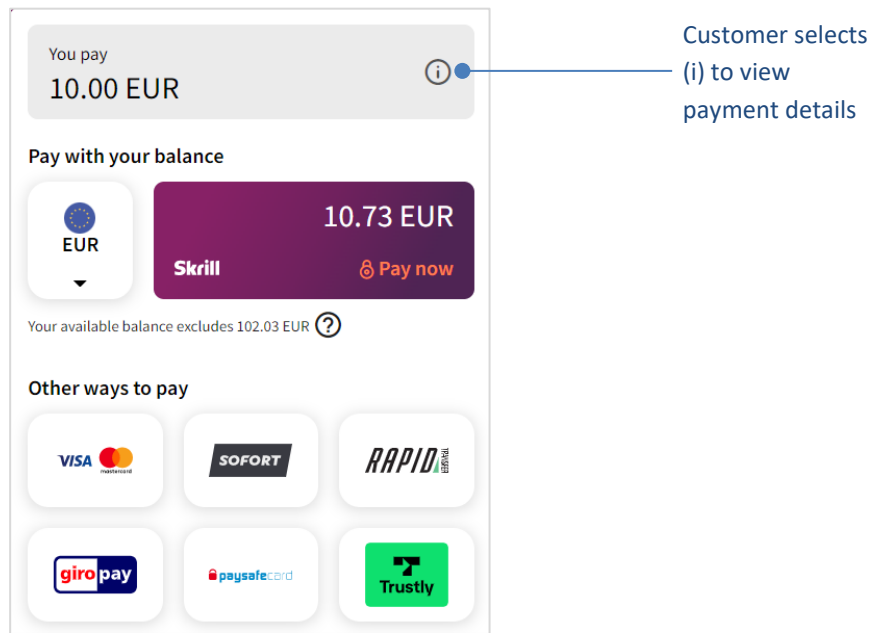 You pay
10.00 EUR
Customer selects
(i) to view
payment details
Pay with your balance
EUR
10.73 EUR
Skrill
Pay now
Your available balance excludes 102.03 EUR ?
Other ways to pay
VISA mastercard
SOFORT
RAPID TRANSFER
giropay
paysafecard
Trustly